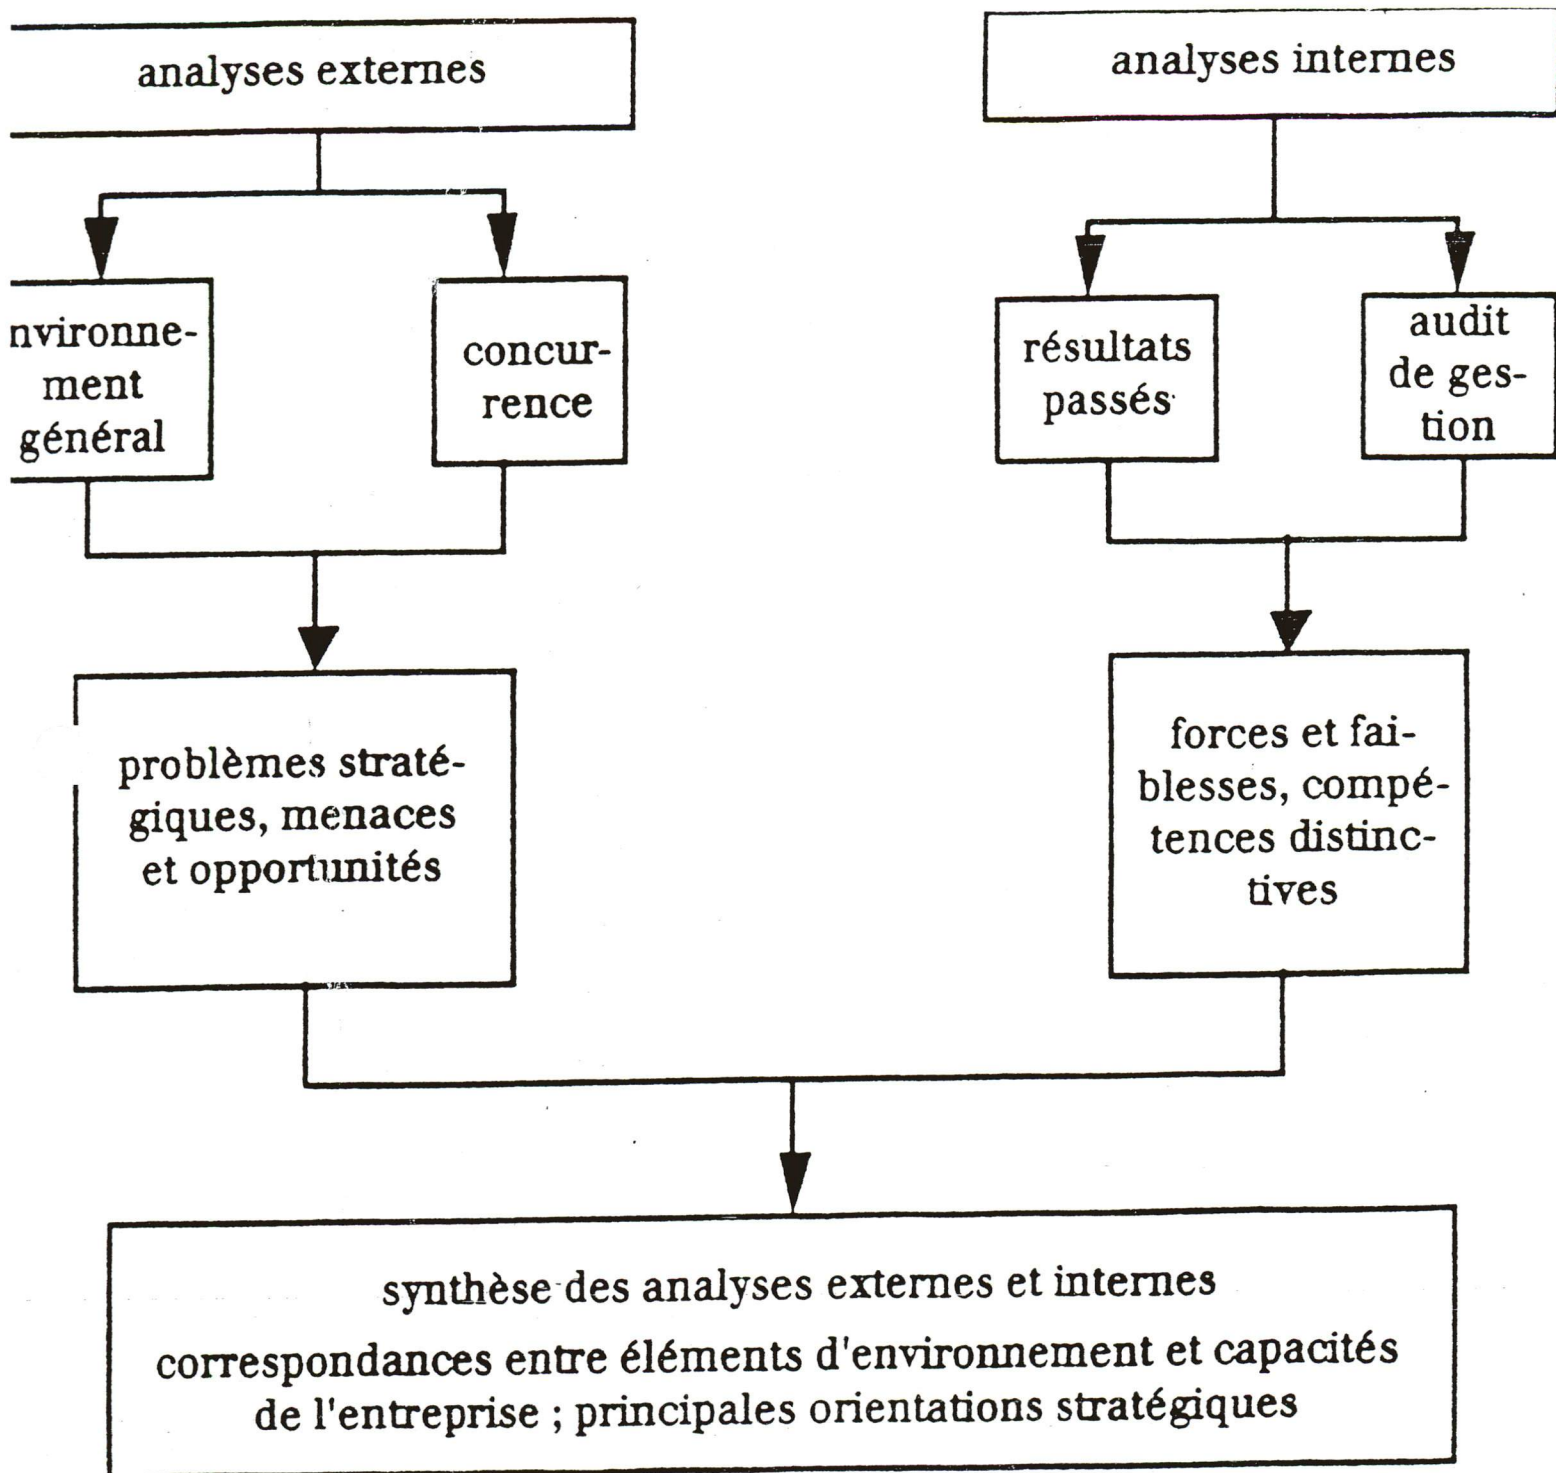 analyses externes
analyses internes
nvironne-
ment
général
concur-
rence
résultats
passés
audit
de ges-
tion
problèmes straté-
giques, menaces
et opportunités
forces et fai-
blesses, compé-
tences distinc-
tives
synthèse des analyses externes et internes
correspondances entre éléments d'environnement et capacités
de l'entreprise ; principales orientations stratégiques